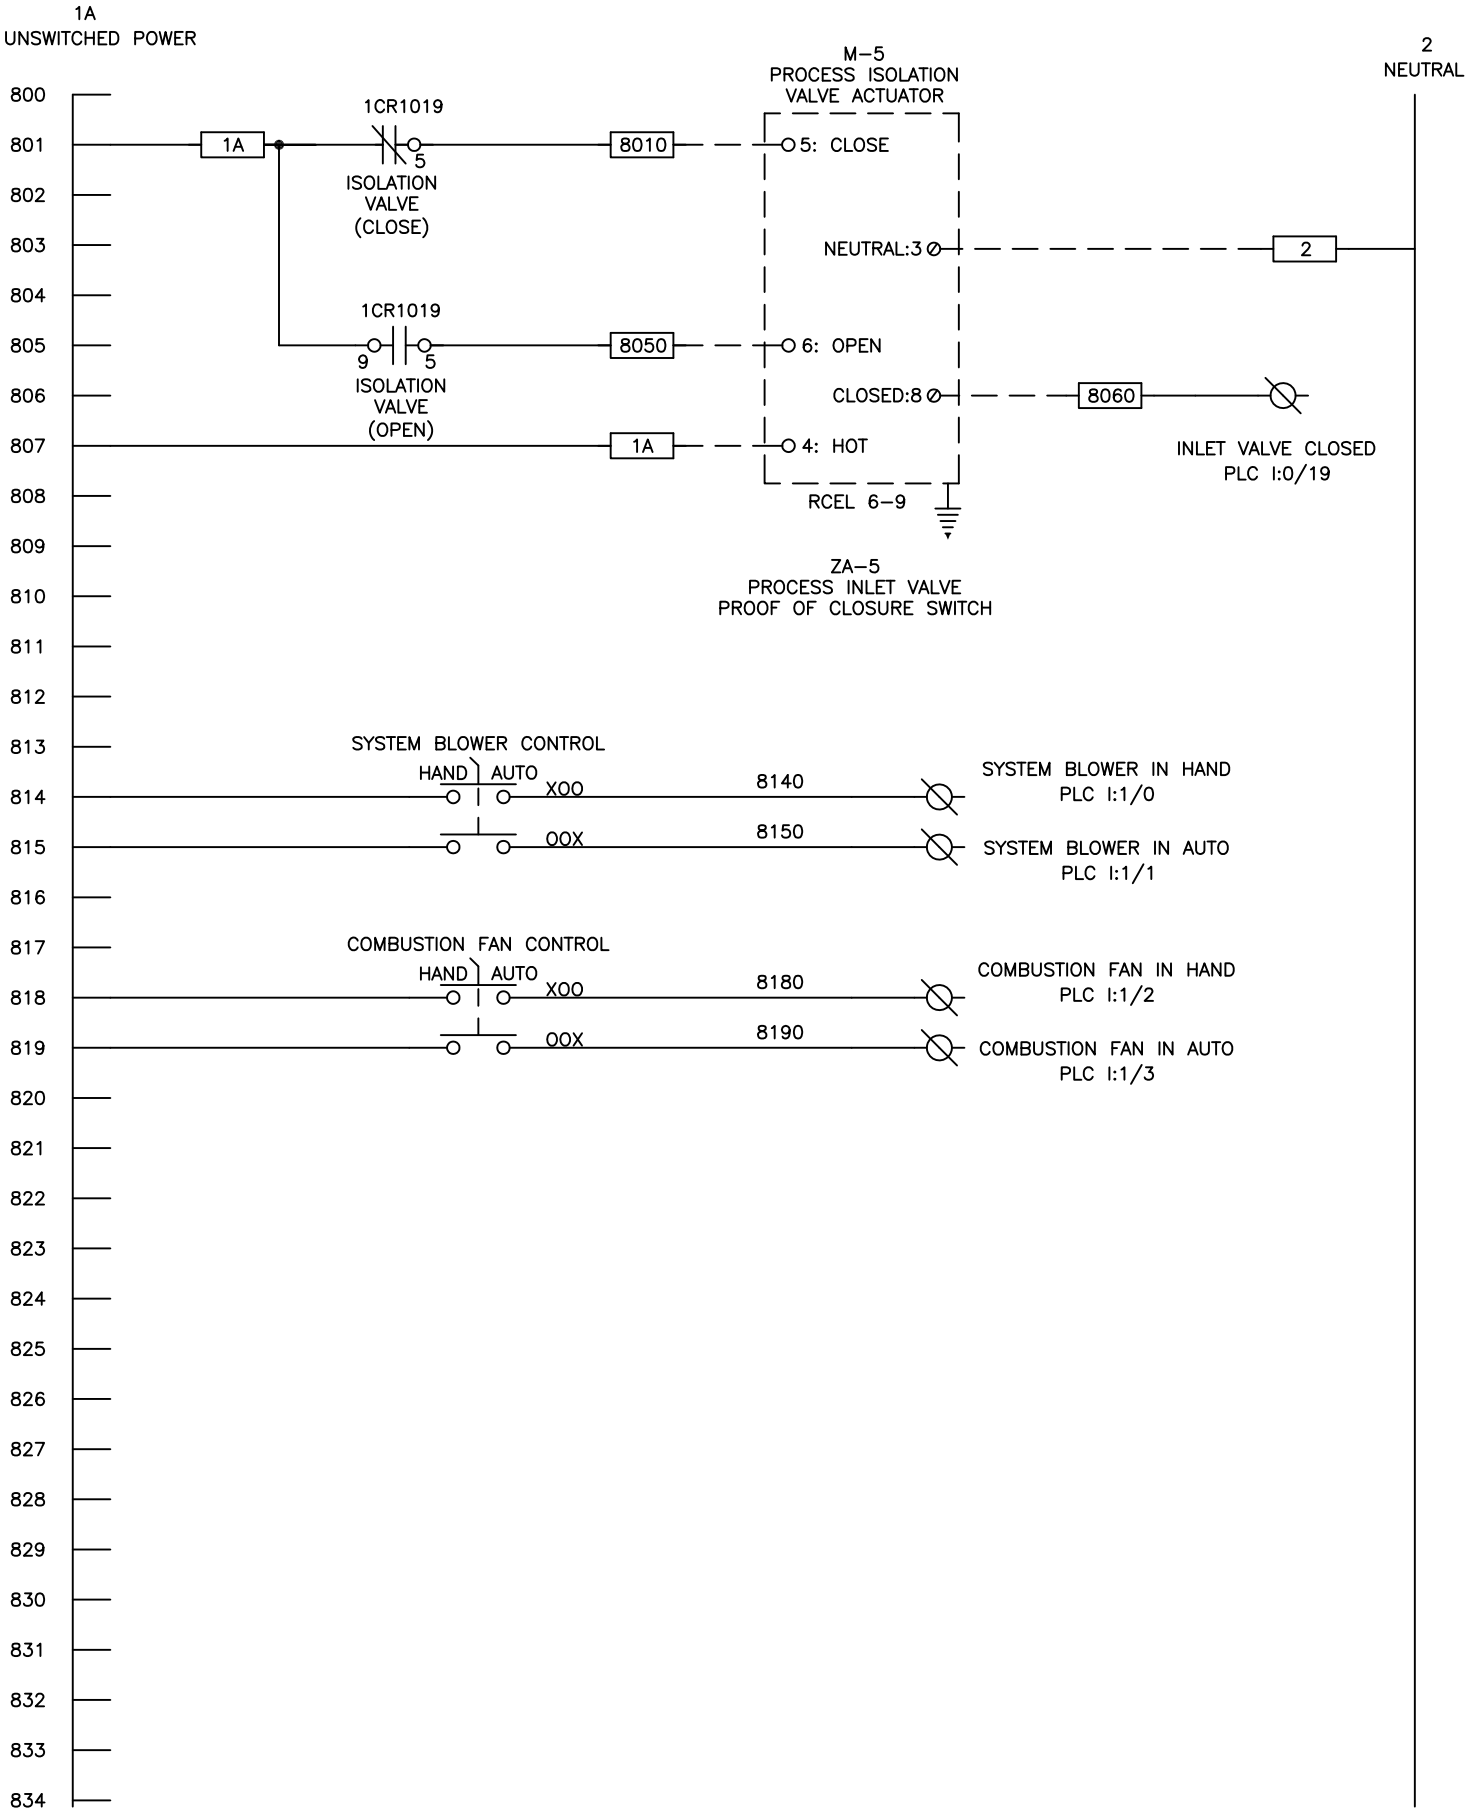 1A
UNSWITCHED POWER
2
NEUTRAL
M-5
PROCESS ISOLATION
VALVE ACTUATOR
800
1CR1019
801
1A
5
8010
5: CLOSE
ISOLATION
VALVE
(CLOSE)
802
803
NEUTRAL:3
2
804
1CR1019
805
9
5
8050
6: OPEN
ISOLATION
VALVE
(OPEN)
806
CLOSED:8
8060
INLET VALVE CLOSED
PLC I:0/19
807
1A
4: HOT
808
RCEL 6-9
809
ZA-5
PROCESS INLET VALVE
PROOF OF CLOSURE SWITCH
810
811
812
813
SYSTEM BLOWER CONTROL
HAND AUTO
814
XOO
8140
SYSTEM BLOWER IN HAND
PLC I:1/0
815
OOX
8150
SYSTEM BLOWER IN AUTO
PLC I:1/1
816
817
COMBUSTION FAN CONTROL
HAND AUTO
818
XOO
8180
COMBUSTION FAN IN HAND
PLC I:1/2
819
OOX
8190
COMBUSTION FAN IN AUTO
PLC I:1/3
820
821
822
823
824
825
826
827
828
829
830
831
832
833
834